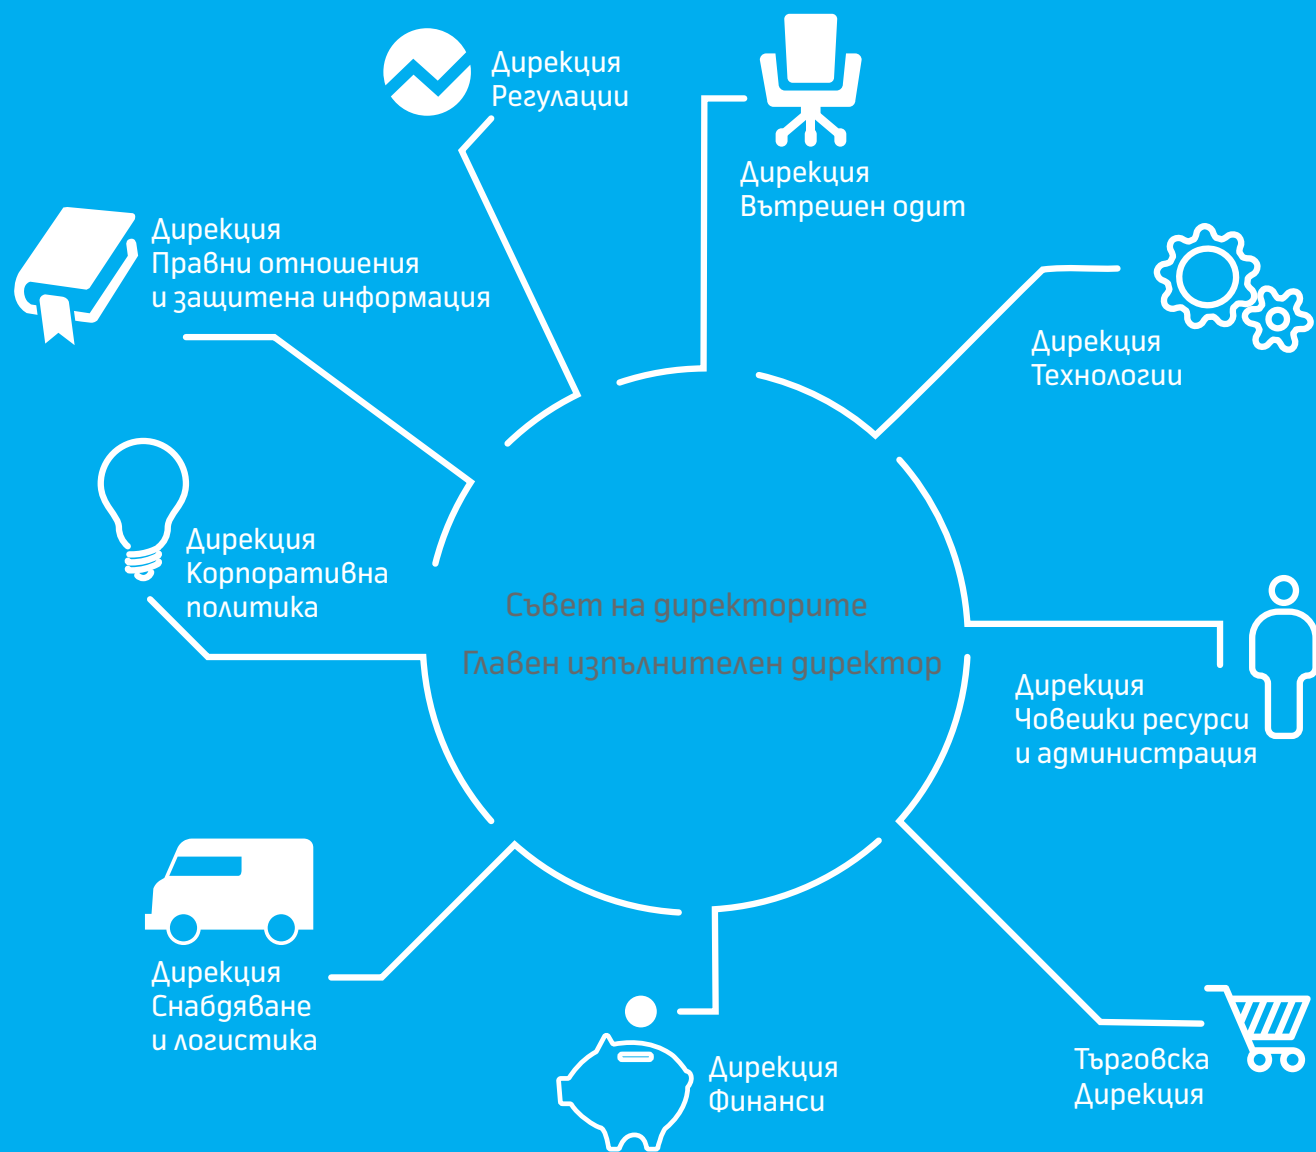 Дирекция
Регулации
Дирекция
Вътрешен одит
Дирекция
Правни отношения
и защитена информация
Дирекция
Технологии
Дирекция
Корпоративна
политика
Съвет на директорите
Главен изпълнителен директор
Дирекция
Човешки ресурси
и администрация
Дирекция
Снабдяване
и логистика
Дирекция
Финанси
Търговска
Дирекция